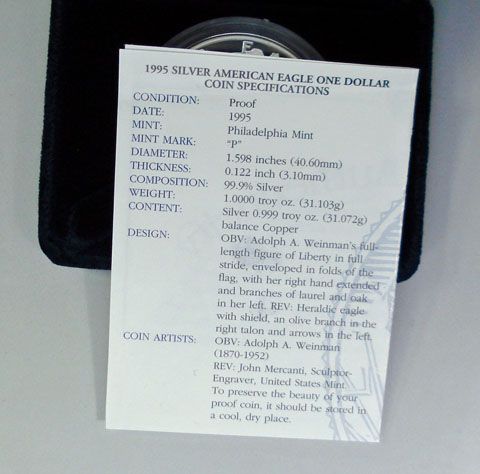 1995 SILVER AMERICAN EAGLE ONE DOLLAR
COIN SPECIFICATIONS
CONDITION: Proof
DATE: 1995
MINT: Philadelphia Mint
MINT MARK: "P"
DIAMETER: 1.598 inches (40.60mm)
THICKNESS: 0.122 inch (3.10mm)
COMPOSITION: 99.9% Silver
WEIGHT: 1.0000 troy oz. (31.103g)
CONTENT: Silver 0.999 troy oz. (31.072g)
balance Copper
DESIGN: OBV: Adolph A. Weinman's full-
length figure of Liberty in full
stride, enveloped in folds of the
flag, with her right hand extended
and branches of laurel and oak
in her left. REV: Heraldic eagle
with shield, an olive branch in the
right talon and arrows in the left.
COIN ARTISTS: OBV: Adolph A. Weinman
(1870-1952)
REV: John Mercanti, Sculptor-
Engraver, United States Mint
To preserve the beauty of your
proof coin, it should be stored in
a cool, dry place.